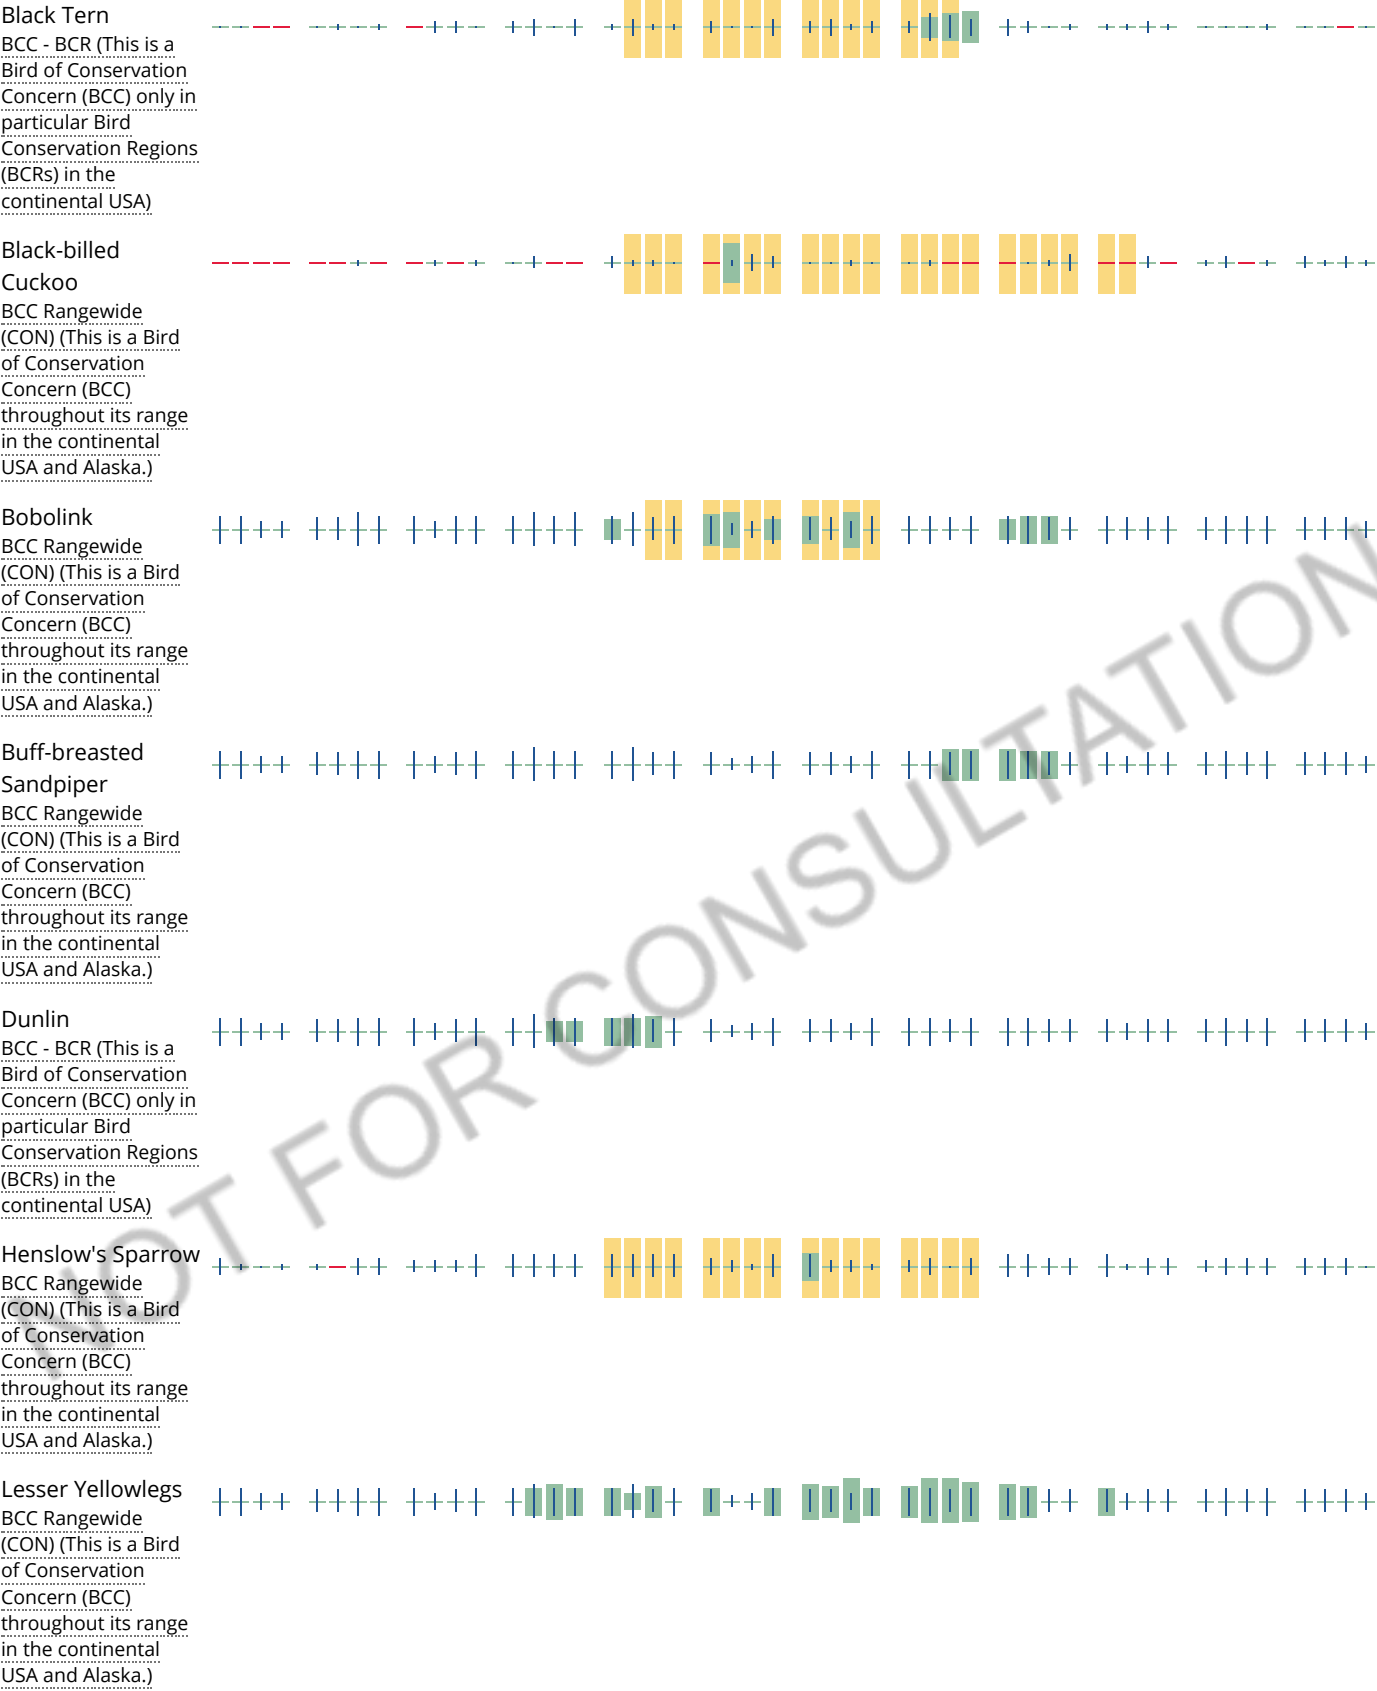 Black Tern
BCC - BCR (This is a
Bird of Conservation
Concern (BCC) only in
particular Bird
Conservation Regions
(BCRs) in the
continental USA)
Black-billed
Cuckoo
BCC Rangewide
(CON) (This is a Bird
of Conservation
Concern (BCC)
throughout its range
in the continental
USA and Alaska.)
Bobolink
BCC Rangewide
(CON) (This is a Bird
of Conservation
Concern (BCC)
throughout its range
in the continental
USA and Alaska.)
Buff-breasted
Sandpiper
BCC Rangewide
(CON) (This is a Bird
of Conservation
Concern (BCC)
throughout its range
in the continental
USA and Alaska.)
Dunlin
BCC - BCR (This is a
Bird of Conservation
Concern (BCC) only in
particular Bird
Conservation Regions
(BCRs) in the
continental USA)
Henslow's Sparrow
BCC Rangewide
(CON) (This is a Bird
of Conservation
Concern (BCC)
throughout its range
in the continental
USA and Alaska.)
Lesser Yellowlegs
BCC Rangewide
(CON) (This is a Bird
of Conservation
Concern (BCC)
throughout its range
in the continental
USA and Alaska.)
NOT FOR CONSULTATION